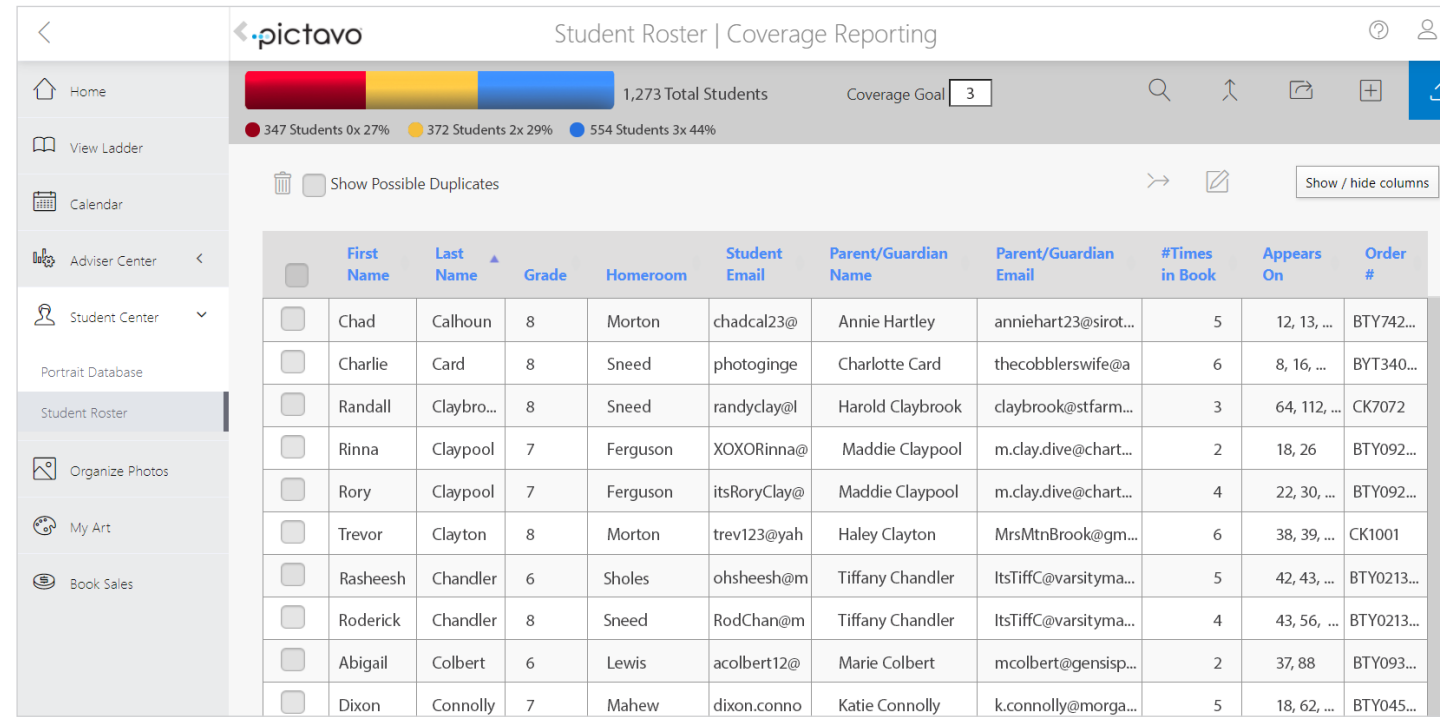 pictavo
Student Roster | Coverage Reporting
Home
View Ladder
Calendar
Adviser Center
Student Center
Portrait Database
Student Roster
Organize Photos
My Art
Book Sales
1,273 Total Students
Coverage Goal 3
347 Students 0x 27% 372 Students 2x 29% 554 Students 3x 44%
Show Possible Duplicates
Show / hide columns
First Name Last Name Grade Homeroom Student Email Parent/Guardian Name Parent/Guardian Email #Times in Book Appears On Order #
Chad Calhoun 8 Morton chadcal23@ Annie Hartley anniehart23@sirot... 5 12, 13, ... BTY742...
Charlie Card 8 Sneed photoginge Charlotte Card thecobblerswife@a 6 8, 16, ... BYT340...
Randall Claybro... 8 Sneed randyclay@l Harold Claybrook claybrook@stfarm... 3 64, 112, ... CK7072
Rinna Claypool 7 Ferguson XOXORinna@ Maddie Claypool m.clay.dive@chart... 2 18, 26 BTY092...
Rory Claypool 7 Ferguson itsRoryClay@ Maddie Claypool m.clay.dive@chart... 4 22, 30, ... BTY092...
Trevor Clayton 8 Morton trev123@yah Haley Clayton MrsMtnBrook@gm... 6 38, 39, ... CK1001
Rasheesh Chandler 6 Sholes ohsheesh@m Tiffany Chandler ItsTiffC@varsityma... 5 42, 43, ... BTY0213...
Roderick Chandler 8 Sneed RodChan@m Tiffany Chandler ItsTiffC@varsityma... 4 43, 56, ... BTY0213...
Abigail Colbert 6 Lewis acolbert12@ Marie Colbert mcolbert@gensisp... 2 37, 88 BTY093...
Dixon Connolly 7 Mahew dixon.conno Katie Connolly k.connolly@morga... 5 18, 62, ... BTY045...